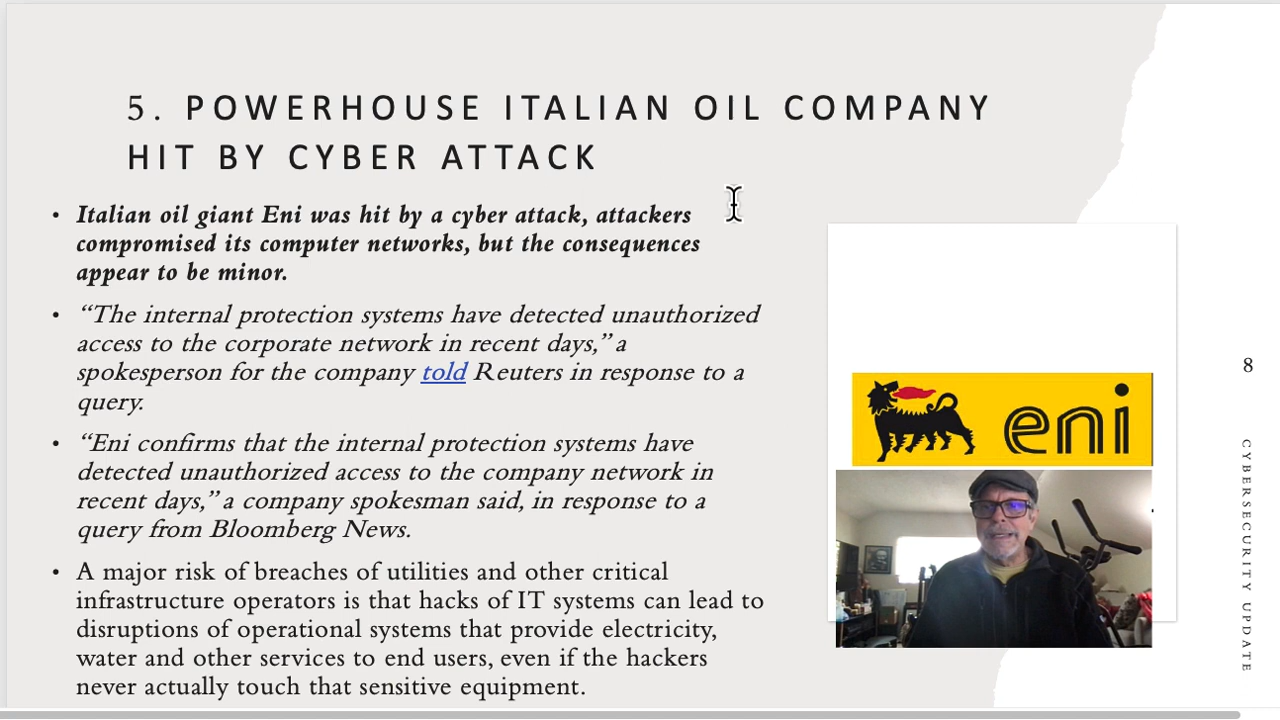 5. POWERHOUSE ITALIAN OIL COMPANY
HIT BY CYBER ATTACK
• Italian oil giant Eni was hit by a cyber attack, attackers
compromised its computer networks, but the consequences
appear to be minor.
• “The internal protection systems have detected unauthorized
access to the corporate network in recent days,” a
spokesperson for the company told Reuters in response to a
query.
• “Eni confirms that the internal protection systems have
detected unauthorized access to the company network in
recent days,” a company spokesman said, in response to a
query from Bloomberg News.
• A major risk of breaches of utilities and other critical
infrastructure operators is that hacks of IT systems can lead to
disruptions of operational systems that provide electricity,
water and other services to end users, even if the hackers
never actually touch that sensitive equipment.
eni
8
CYBERSECURITY UPDATE